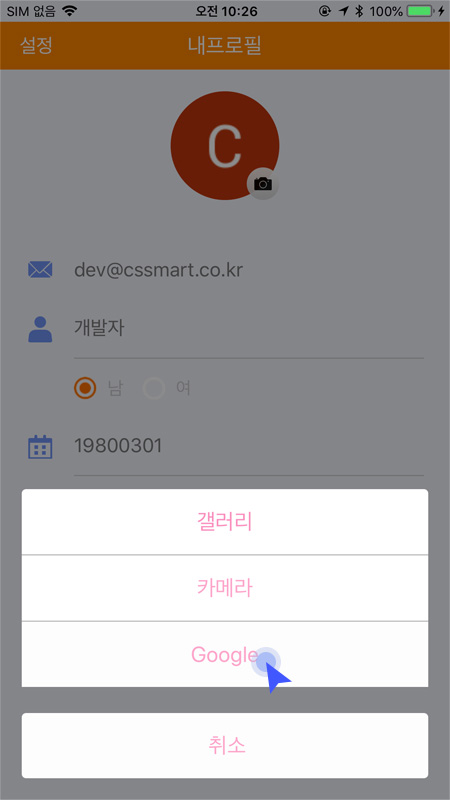 SIM 없음 오전 10:26 100%
설정 내프로필
C
dev@cssmart.co.kr
개발자
남 여
19800301
갤러리
카메라
Google
취소